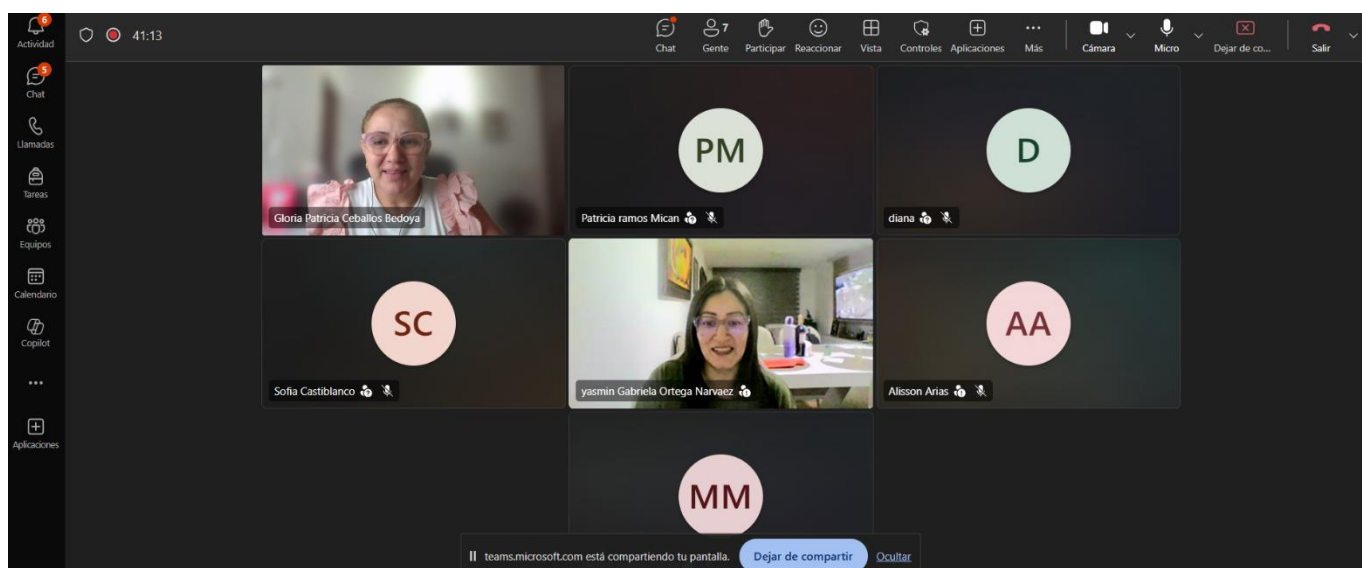 6
Actividad
41:13
Chat
7
Gente
Participar
Reaccionar
Vista
Controles
Aplicaciones
Más
Cámara
Micro
Dejar de co...
Salir
5
Chat
Llamadas
Tareas
Equipos
Calendario
Copilot
Aplicaciones
Gloria Patricia Ceballos Bedoya
PM
Patricia ramos Mican
D
diana
SC
Sofia Castiblanco
yasmin Gabriela Ortega Narvaez
AA
Alisson Arias
MM
teams.microsoft.com está compartiendo tu pantalla.
Dejar de compartir
Ocultar